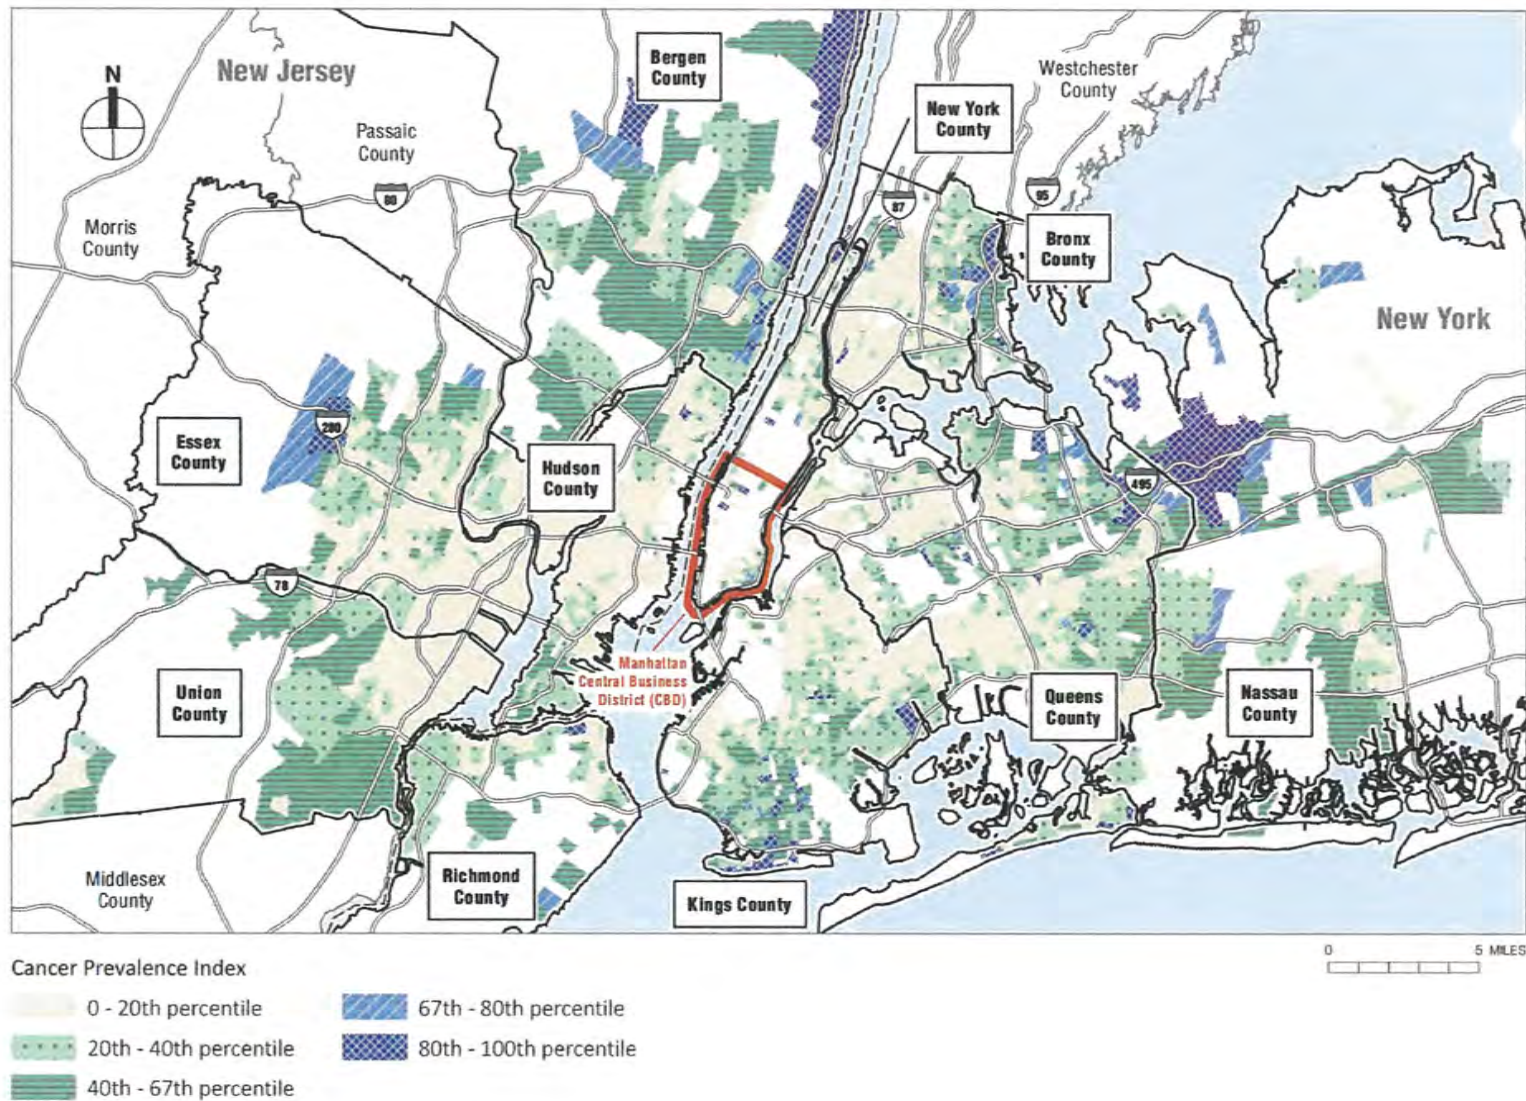 N
New Jersey
Bergen
County
Westchester
County
New York
County
Passaic
County
80
87
95
Morris
County
Bronx
County
New York
280
Essex
County
Hudson
County
495
78
Manhattan
Central Business
District (CBD)
Union
County
Queens
County
Nassau
County
Middlesex
County
Richmond
County
Kings County
0 5 MILES
Cancer Prevalence Index
0 - 20th percentile
20th - 40th percentile
40th - 67th percentile
67th - 80th percentile
80th - 100th percentile